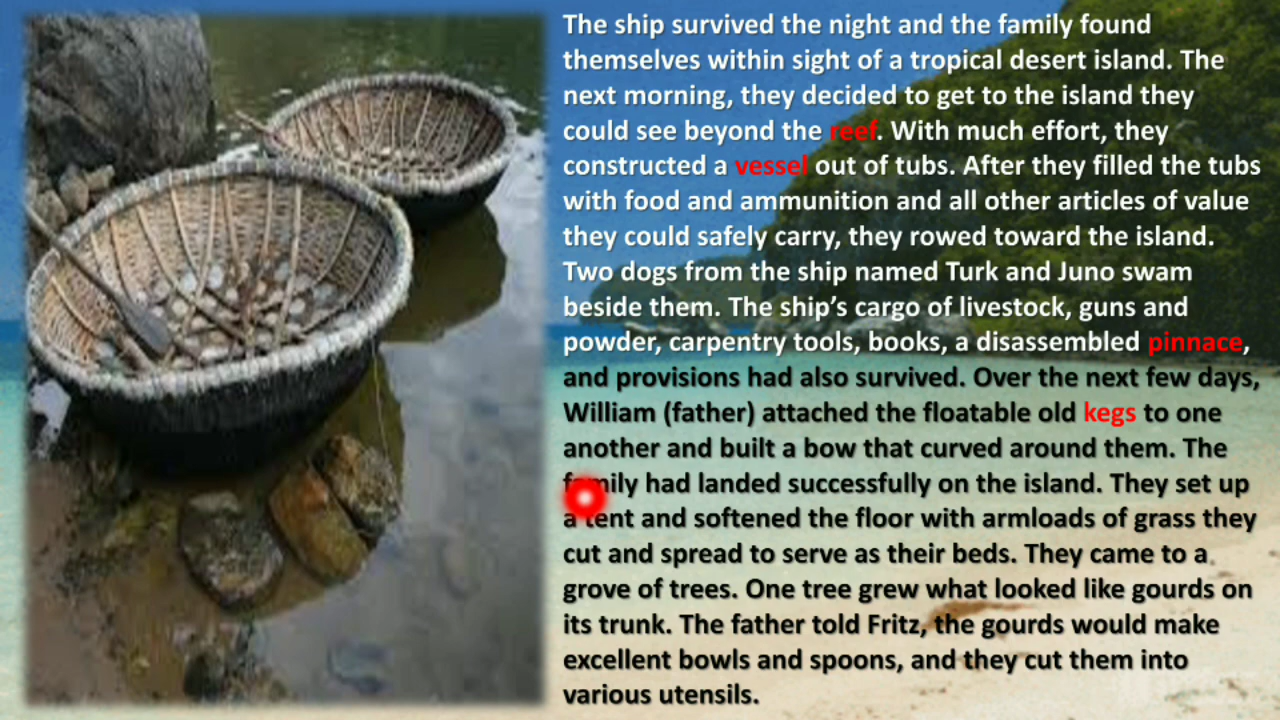 The ship survived the night and the family found
themselves within sight of a tropical desert island. The
next morning, they decided to get to the island they
could see beyond the reef. With much effort, they
constructed a vessel out of tubs. After they filled the tubs
with food and ammunition and all other articles of value
they could safely carry, they rowed toward the island.
Two dogs from the ship named Turk and Juno swam
beside them. The ship’s cargo of livestock, guns and
powder, carpentry tools, books, a disassembled pinnace,
and provisions had also survived. Over the next few days,
William (father) attached the floatable old kegs to one
another and built a bow that curved around them. The
family had landed successfully on the island. They set up
a tent and softened the floor with armloads of grass they
cut and spread to serve as their beds. They came to a
grove of trees. One tree grew what looked like gourds on
its trunk. The father told Fritz, the gourds would make
excellent bowls and spoons, and they cut them into
various utensils.